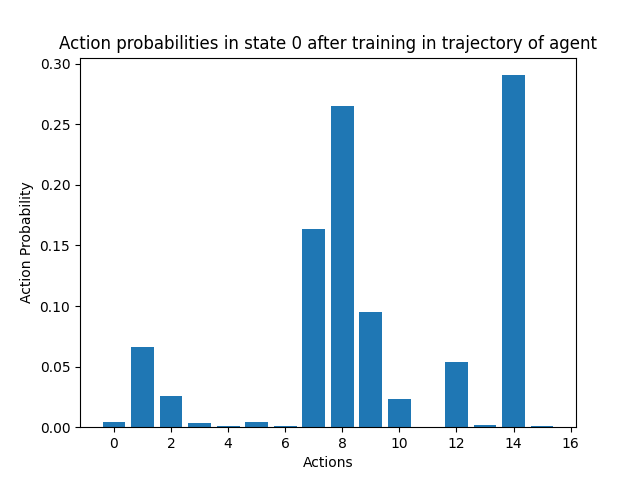 Action probabilities in state 0 after training in trajectory of agent
0.30
0.25
0.20
0.15
0.10
0.05
0.00
Action Probability
0 2 4 6 8 10 12 14 16
Actions